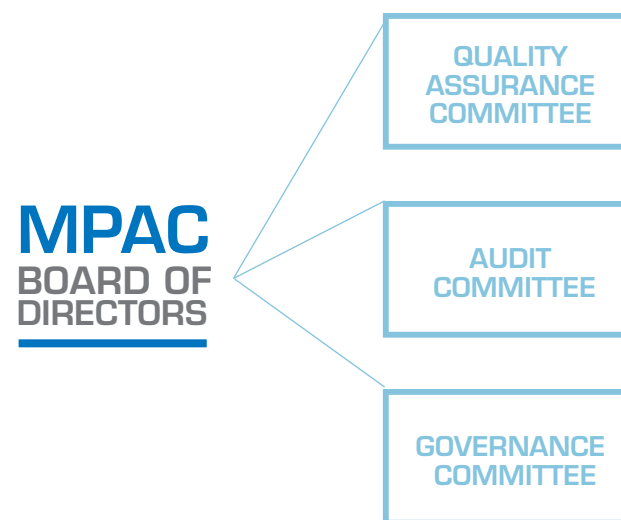 MPAC
BOARD OF
DIRECTORS
QUALITY
ASSURANCE
COMMITTEE
AUDIT
COMMITTEE
GOVERNANCE
COMMITTEE